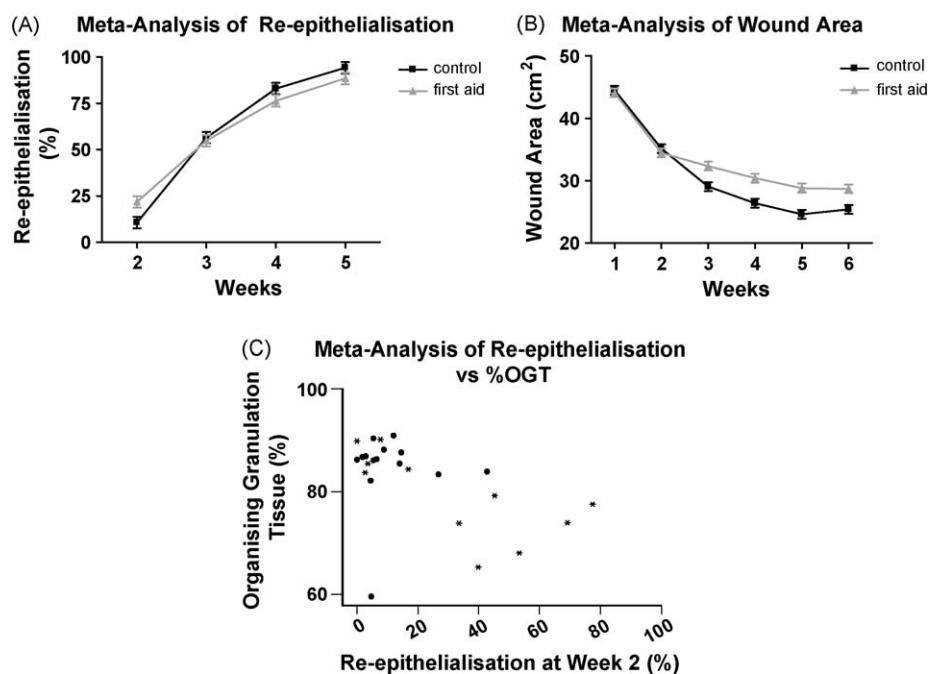 (A)
Meta-Analysis of Re-epithelialisation
Re-epithelialisation
(%)
100
75
50
25
0
2 3 4 5
Weeks
control
first aid
(B)
Meta-Analysis of Wound Area
Wound Area (cm²)
50
40
30
20
1 2 3 4 5 6
Weeks
control
first aid
(C)
Meta-Analysis of Re-epithelialisation
vs %OGT
Organising Granulation
Tissue (%)
100
80
60
0 20 40 60 80 100
Re-epithelialisation at Week 2 (%)